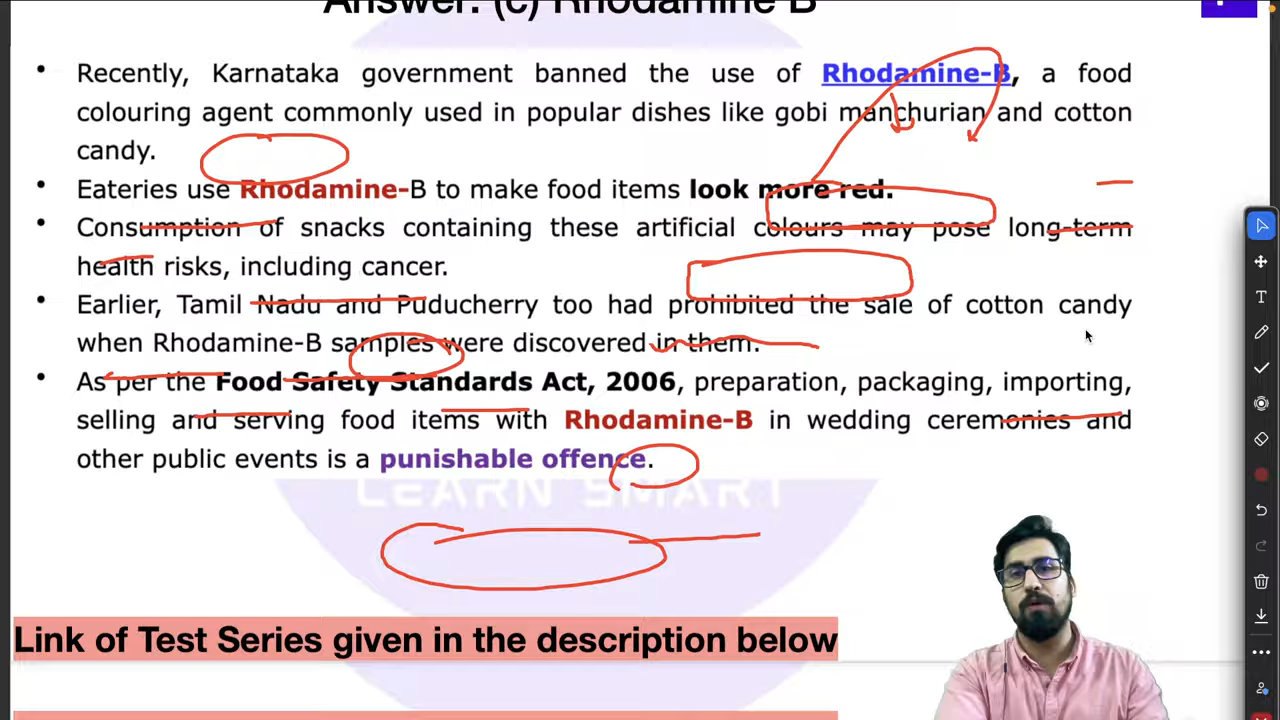 Answer: (c) Rhodamine B
• Recently, Karnataka government banned the use of Rhodamine-B, a food
colouring agent commonly used in popular dishes like gobi manchurian and cotton
candy.
• Eateries use Rhodamine-B to make food items look more red.
• Consumption of snacks containing these artificial colours may pose long-term
health risks, including cancer.
• Earlier, Tamil Nadu and Puducherry too had prohibited the sale of cotton candy
when Rhodamine-B samples were discovered in them.
• As per the Food Safety Standards Act, 2006, preparation, packaging, importing,
selling and serving food items with Rhodamine-B in wedding ceremonies and
other public events is a punishable offence.
LEARN SMART
Link of Test Series given in the description below